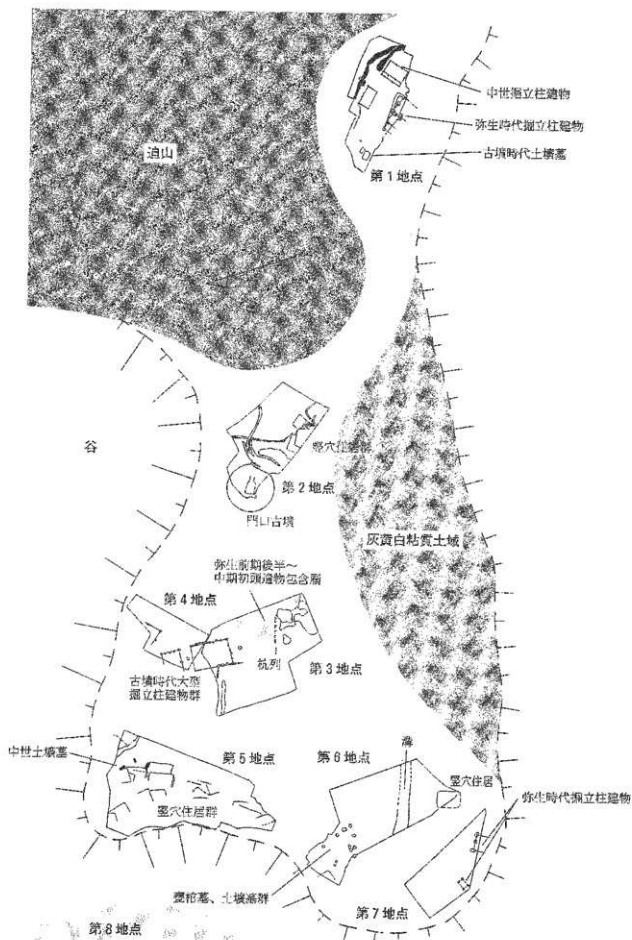 中世掘立柱建物
弥生時代掘立柱建物
古墳時代土壙墓
第1地点
迫山
谷
竪穴住居
第2地点
門口古墳
灰黄白粘質土域
弥生前期後半～
中期初頭遺物包含層
第4地点
杭列
第3地点
古墳時代大型
掘立柱建物群
中世土壙墓
第5地点
第6地点
溝
竪穴住居
弥生時代掘立柱建物
竪穴住居群
甕棺墓、土壙墓群
第7地点
第8地点